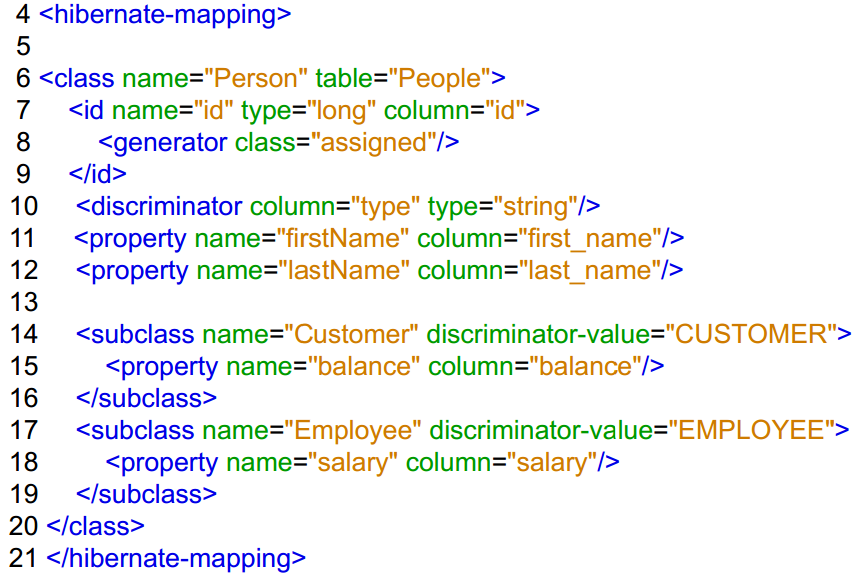 4 <hibernate-mapping>
5
6 <class name="Person" table="People">
7 <id name="id" type="long" column="id">
8 <generator class="assigned"/>
9 </id>
10 <discriminator column="type" type="string"/>
11 <property name="firstName" column="first_name"/>
12 <property name="lastName" column="last_name"/>
13
14 <subclass name="Customer" discriminator-value="CUSTOMER">
15 <property name="balance" column="balance"/>
16 </subclass>
17 <subclass name="Employee" discriminator-value="EMPLOYEE">
18 <property name="salary" column="salary"/>
19 </subclass>
20 </class>
21 </hibernate-mapping>